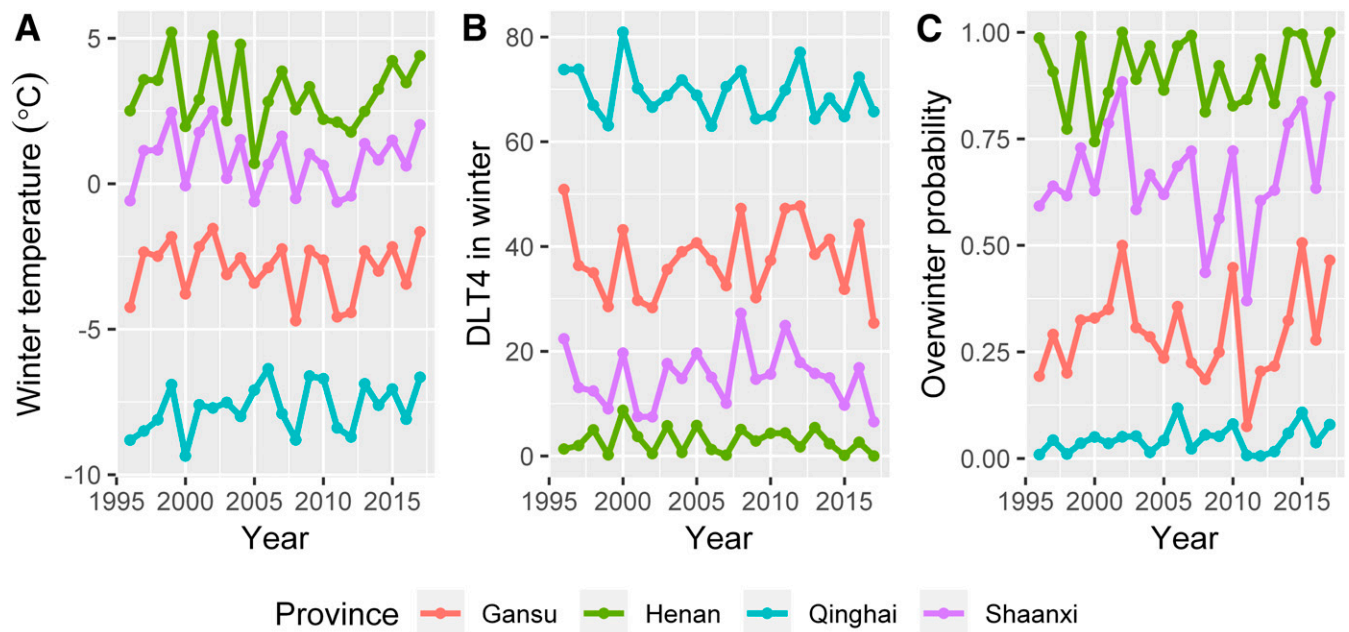 A
B
C
Winter temperature (°C)
5
0
-5
-10
1995 2000 2005 2010 2015
Year
DLT4 in winter
80
60
40
20
0
1995 2000 2005 2010 2015
Year
Overwinter probability
1.00
0.75
0.50
0.25
0.00
1995 2000 2005 2010 2015
Year
Province Gansu Henan Qinghai Shaanxi